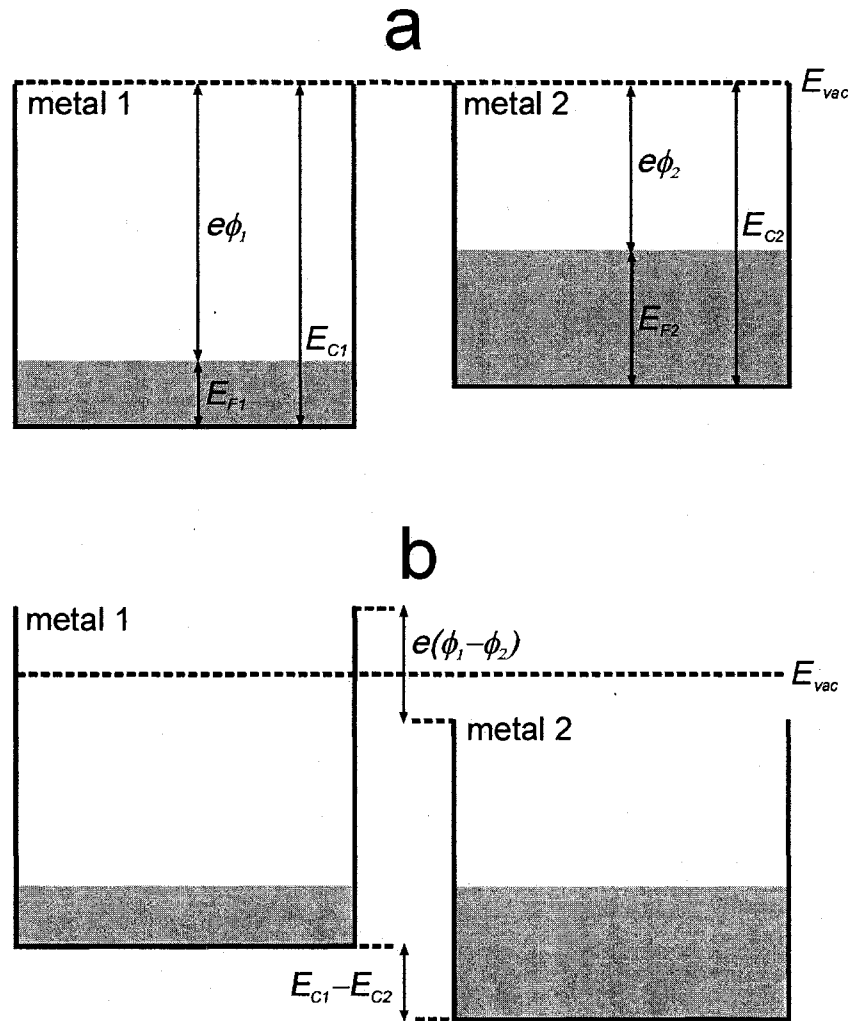 a
metal 1
metal 2
E_vac
eϕ_1
eϕ_2
E_C1
E_C2
E_F1
E_F2
b
metal 1
e(ϕ_1−ϕ_2)
E_vac
metal 2
E_C1−E_C2